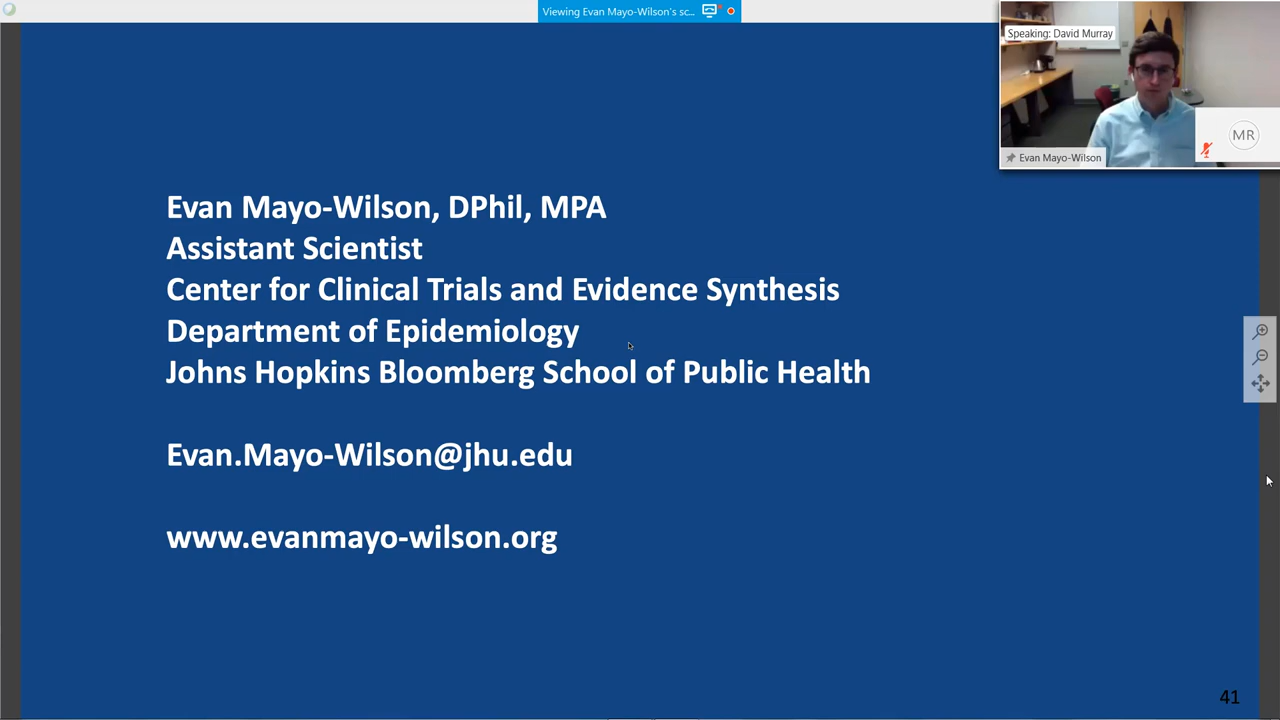 Viewing Evan Mayo-Wilson's sc...
Speaking: David Murray
MR
Evan Mayo-Wilson
Evan Mayo-Wilson, DPhil, MPA
Assistant Scientist
Center for Clinical Trials and Evidence Synthesis
Department of Epidemiology
Johns Hopkins Bloomberg School of Public Health
Evan.Mayo-Wilson@jhu.edu
www.evanmayo-wilson.org
41